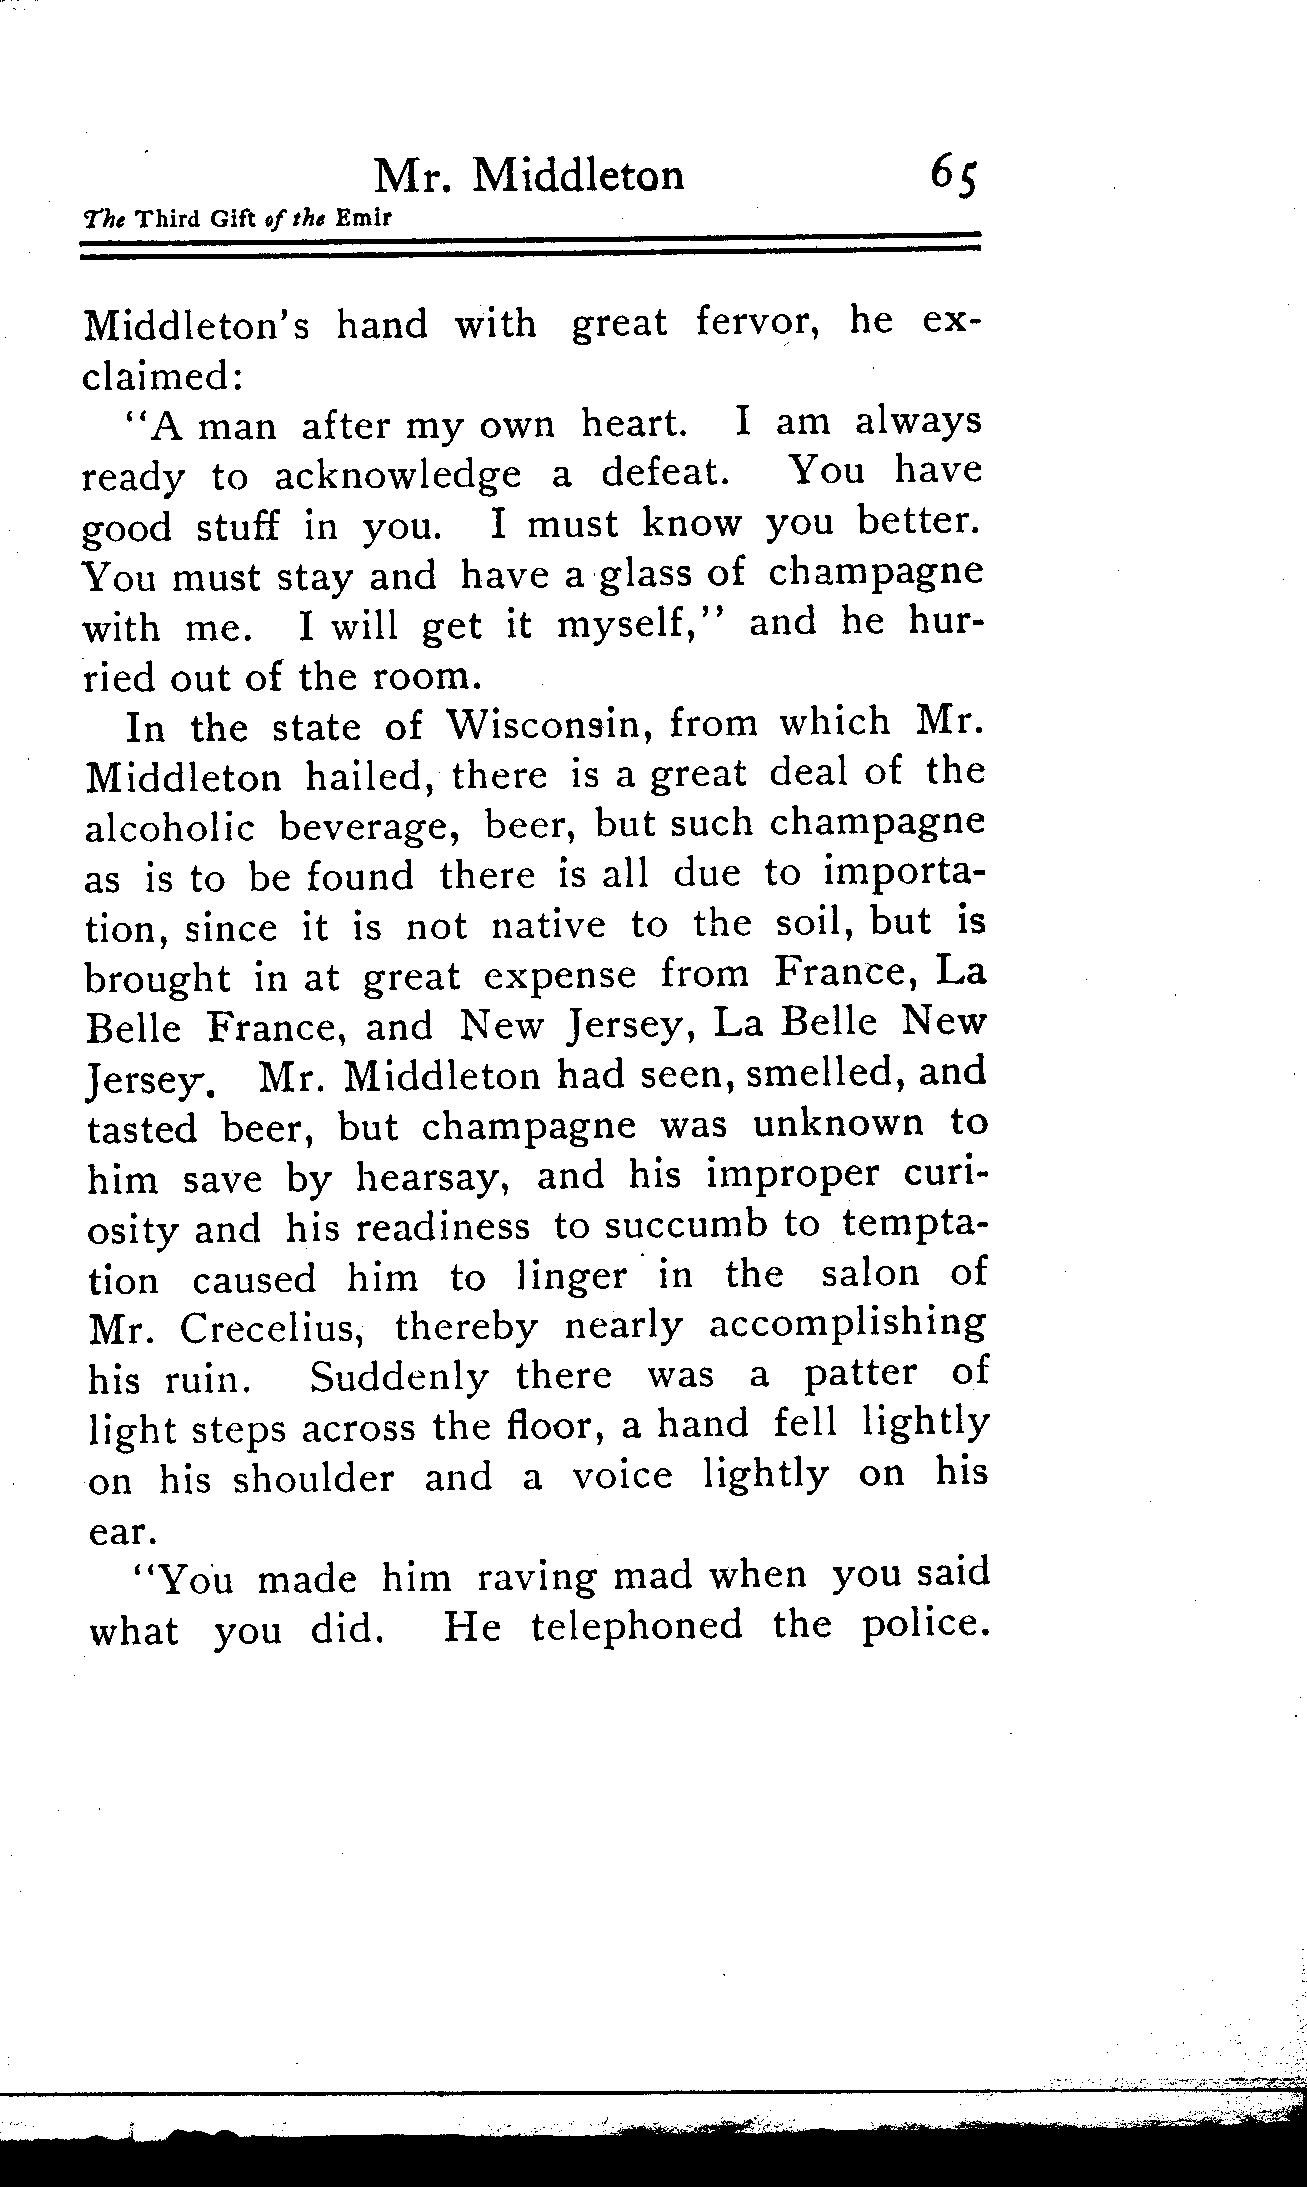 Mr. Middleton 65
The Third Gift of the Emir
Middleton's hand with great fervor, he ex-
claimed:
"A man after my own heart. I am always
ready to acknowledge a defeat. You have
good stuff in you. I must know you better.
You must stay and have a glass of champagne
with me. I will get it myself," and he hur-
ried out of the room.
In the state of Wisconsin, from which Mr.
Middleton hailed, there is a great deal of the
alcoholic beverage, beer, but such champagne
as is to be found there is all due to importa-
tion, since it is not native to the soil, but is
brought in at great expense from France, La
Belle France, and New Jersey, La Belle New
Jersey. Mr. Middleton had seen, smelled, and
tasted beer, but champagne was unknown to
him save by hearsay, and his improper curi-
osity and his readiness to succumb to tempta-
tion caused him to linger in the salon of
Mr. Crecelius, thereby nearly accomplishing
his ruin. Suddenly there was a patter of
light steps across the floor, a hand fell lightly
on his shoulder and a voice lightly on his
ear.
"You made him raving mad when you said
what you did. He telephoned the police.